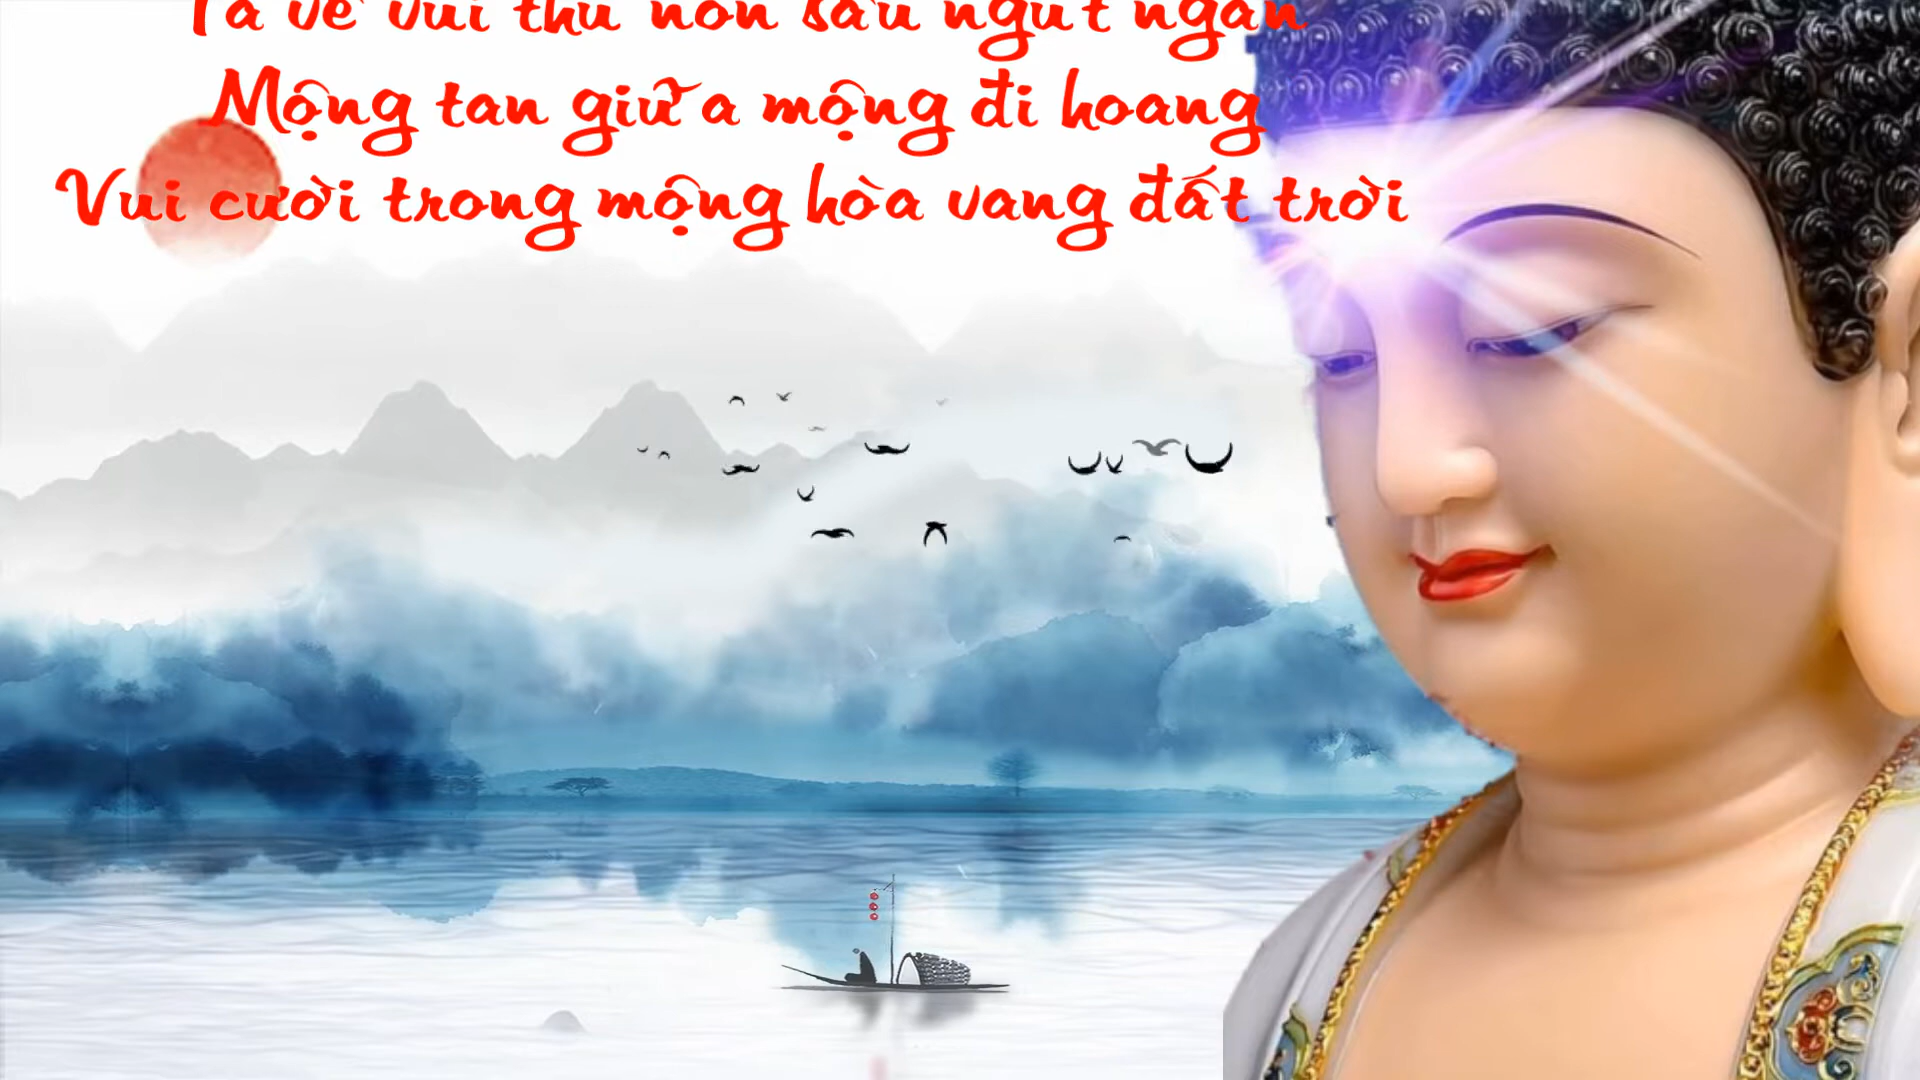 Ta về vui thú non sâu ngút ngàn
Mộng tan giữa mộng đi hoang
Vui cười trong mộng hòa vang đất trời